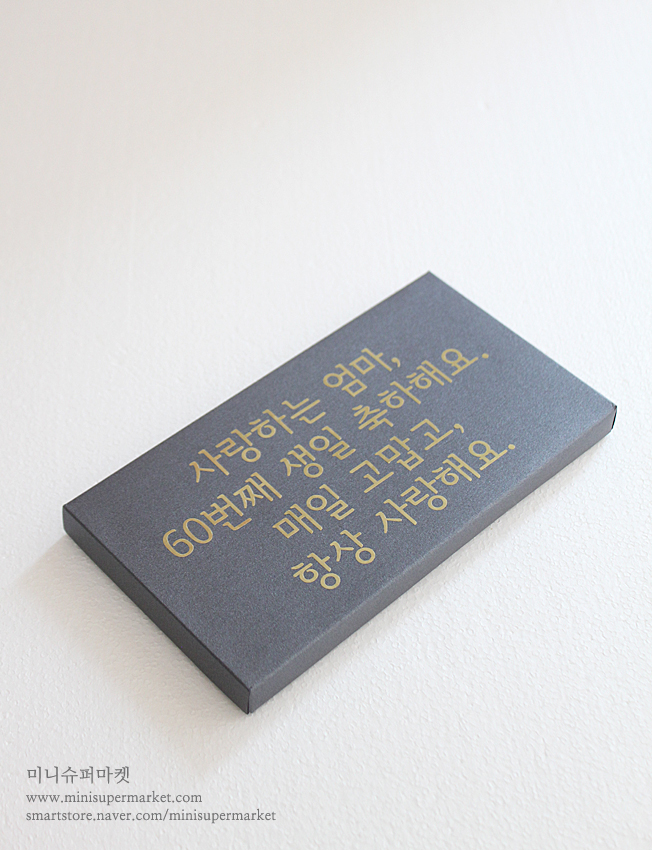 사랑하는 엄마,
60번째 생일 축하해요.
매일 고맙고,
항상 사랑해요.
미니슈퍼마켓
www.minisupermarket.com
smartstore.naver.com/minisupermarket